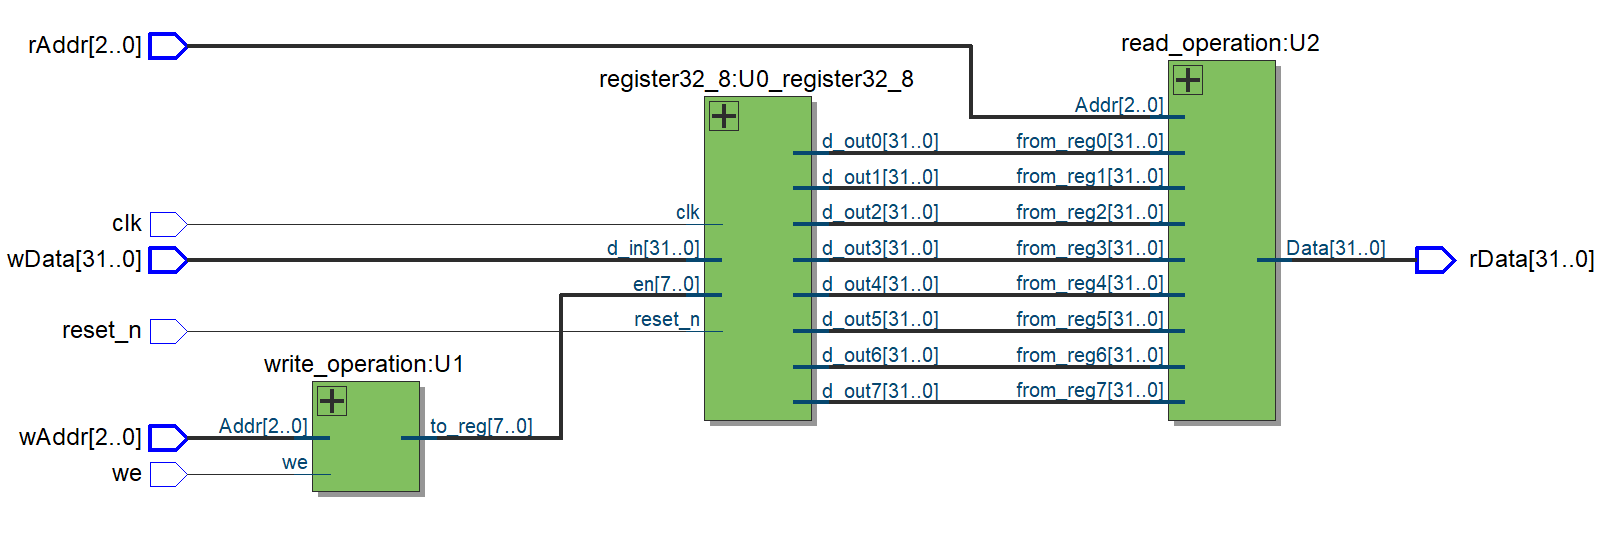 rAddr[2..0]
read_operation:U2
register32_8:U0_register32_8
Addr[2..0]
d_out0[31..0] from_reg0[31..0]
d_out1[31..0] from_reg1[31..0]
clk clk d_out2[31..0] from_reg2[31..0]
wData[31..0] d_in[31..0] d_out3[31..0] from_reg3[31..0] Data[31..0] rData[31..0]
en[7..0] d_out4[31..0] from_reg4[31..0]
reset_n reset_n d_out5[31..0] from_reg5[31..0]
write_operation:U1 d_out6[31..0] from_reg6[31..0]
d_out7[31..0] from_reg7[31..0]
wAddr[2..0] Addr[2..0] to_reg[7..0]
we we